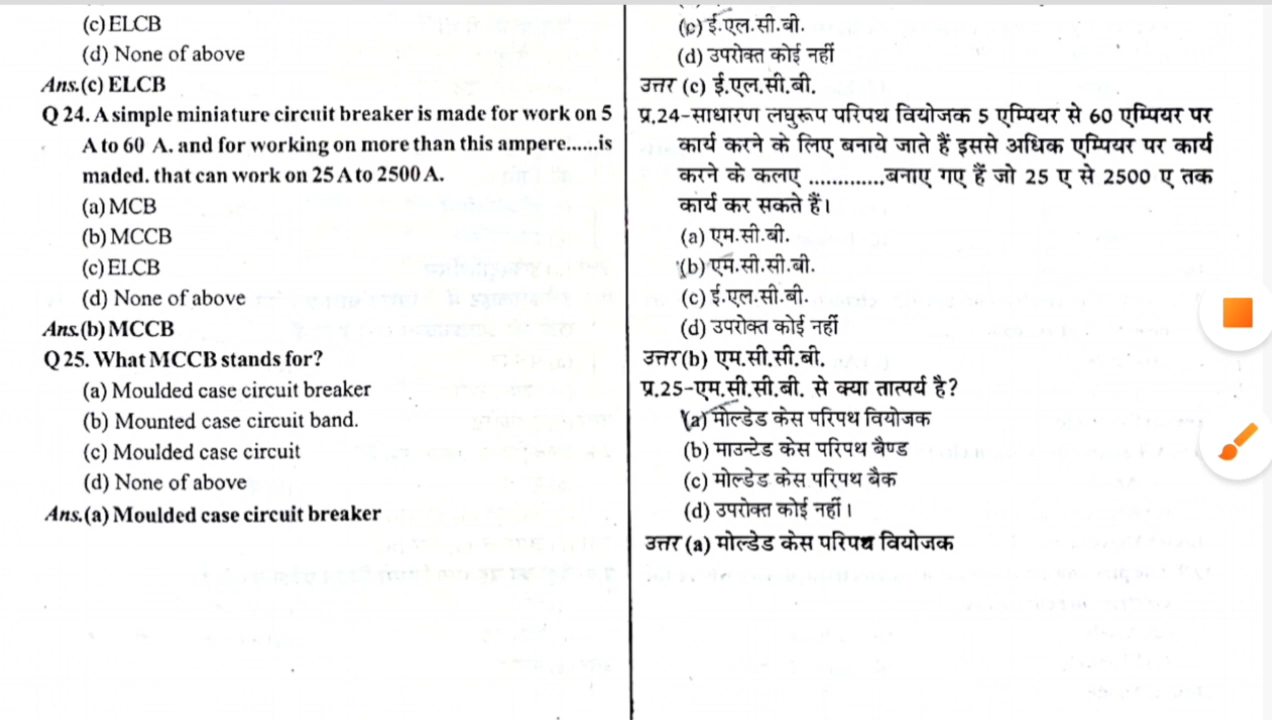 (c) ELCB
(d) None of above
Ans.(c) ELCB
Q 24. A simple miniature circuit breaker is made for work on 5
A to 60 A. and for working on more than this ampere......is
maded. that can work on 25 A to 2500 A.
(a) MCB
(b) MCCB
(c) ELCB
(d) None of above
Ans.(b) MCCB
Q 25. What MCCB stands for?
(a) Moulded case circuit breaker
(b) Mounted case circuit band.
(c) Moulded case circuit
(d) None of above
Ans.(a) Moulded case circuit breaker
(c) ई.एल.सी.बी.
(d) उपरोक्त कोई नहीं
उत्तर (c) ई.एल.सी.बी.
प्र.24-साधारण लघुरूप परिपथ वियोजक 5 एम्पियर से 60 एम्पियर पर
कार्य करने के लिए बनाये जाते हैं इससे अधिक एम्पियर पर कार्य
करने के कलए .............बनाए गए हैं जो 25 ए से 2500 ए तक
कार्य कर सकते हैं।
(a) एम.सी.बी.
(b) एम.सी.सी.बी.
(c) ई.एल.सी.बी.
(d) उपरोक्त कोई नहीं
उत्तर(b) एम.सी.सी.बी.
प्र.25-एम.सी.सी.बी. से क्या तात्पर्य है?
(a) मोल्डेड केस परिपथ वियोजक
(b) माउन्टेड केस परिपथ बैण्ड
(c) मोल्डेड केस परिपथ बैक
(d) उपरोक्त कोई नहीं।
उत्तर (a) मोल्डेड केस परिपथ वियोजक